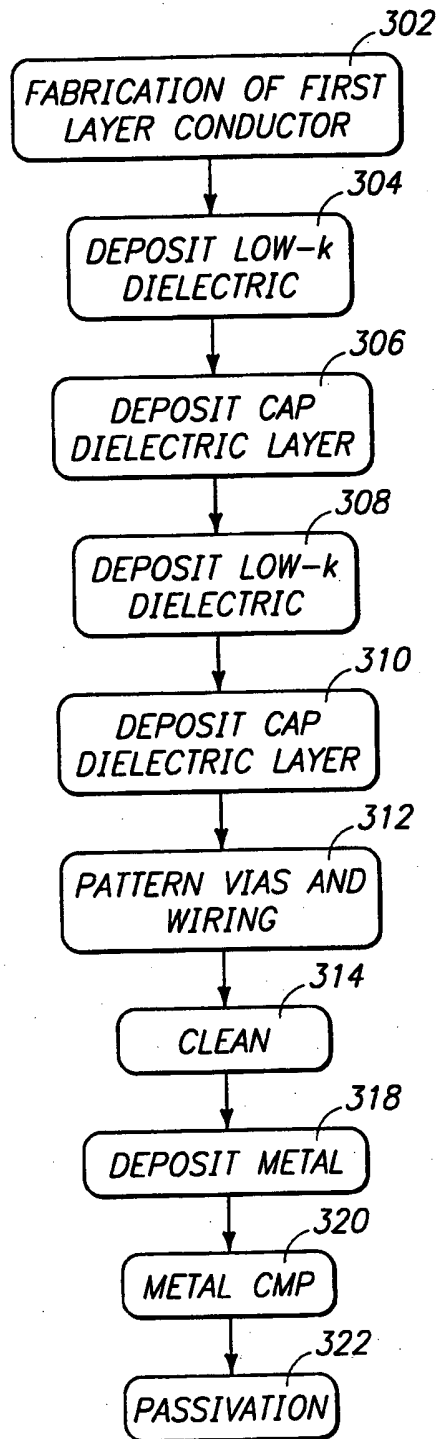 302
FABRICATION OF FIRST
LAYER CONDUCTOR
304
DEPOSIT LOW-k
DIELECTRIC
306
DEPOSIT CAP
DIELECTRIC LAYER
308
DEPOSIT LOW-k
DIELECTRIC
310
DEPOSIT CAP
DIELECTRIC LAYER
312
PATTERN VIAS AND
WIRING
314
CLEAN
318
DEPOSIT METAL
320
METAL CMP
322
PASSIVATION